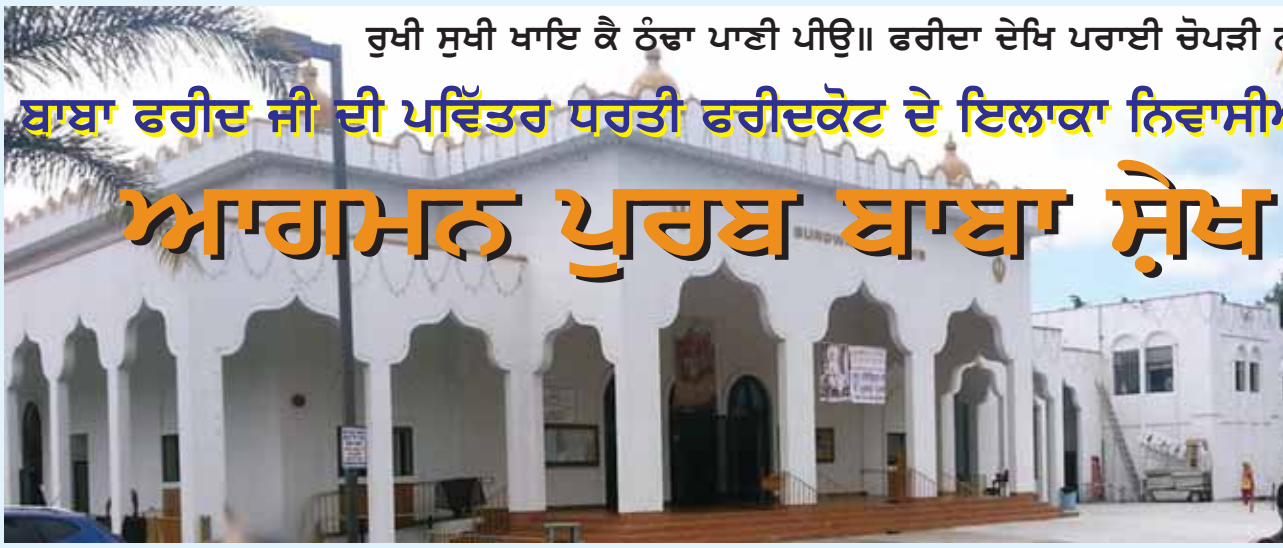 ਰੁਖੀ ਸੁਖੀ ਖਾਇ ਕੈ ਠੰਢਾ ਪਾਣੀ ਪੀਉ॥ ਫਰੀਦਾ ਦੇਖਿ ਪਰਾਈ ਚੋਪੜੀ
ਬਾਬਾ ਫਰੀਦ ਜੀ ਦੀ ਪਵਿੱਤਰ ਧਰਤੀ ਫਰੀਦਕੋਟ ਦੇ ਇਲਾਕਾ
ਆਗਮਨ ਪੁਰਬ ਬਾਬਾ ਸ਼ੇਖ